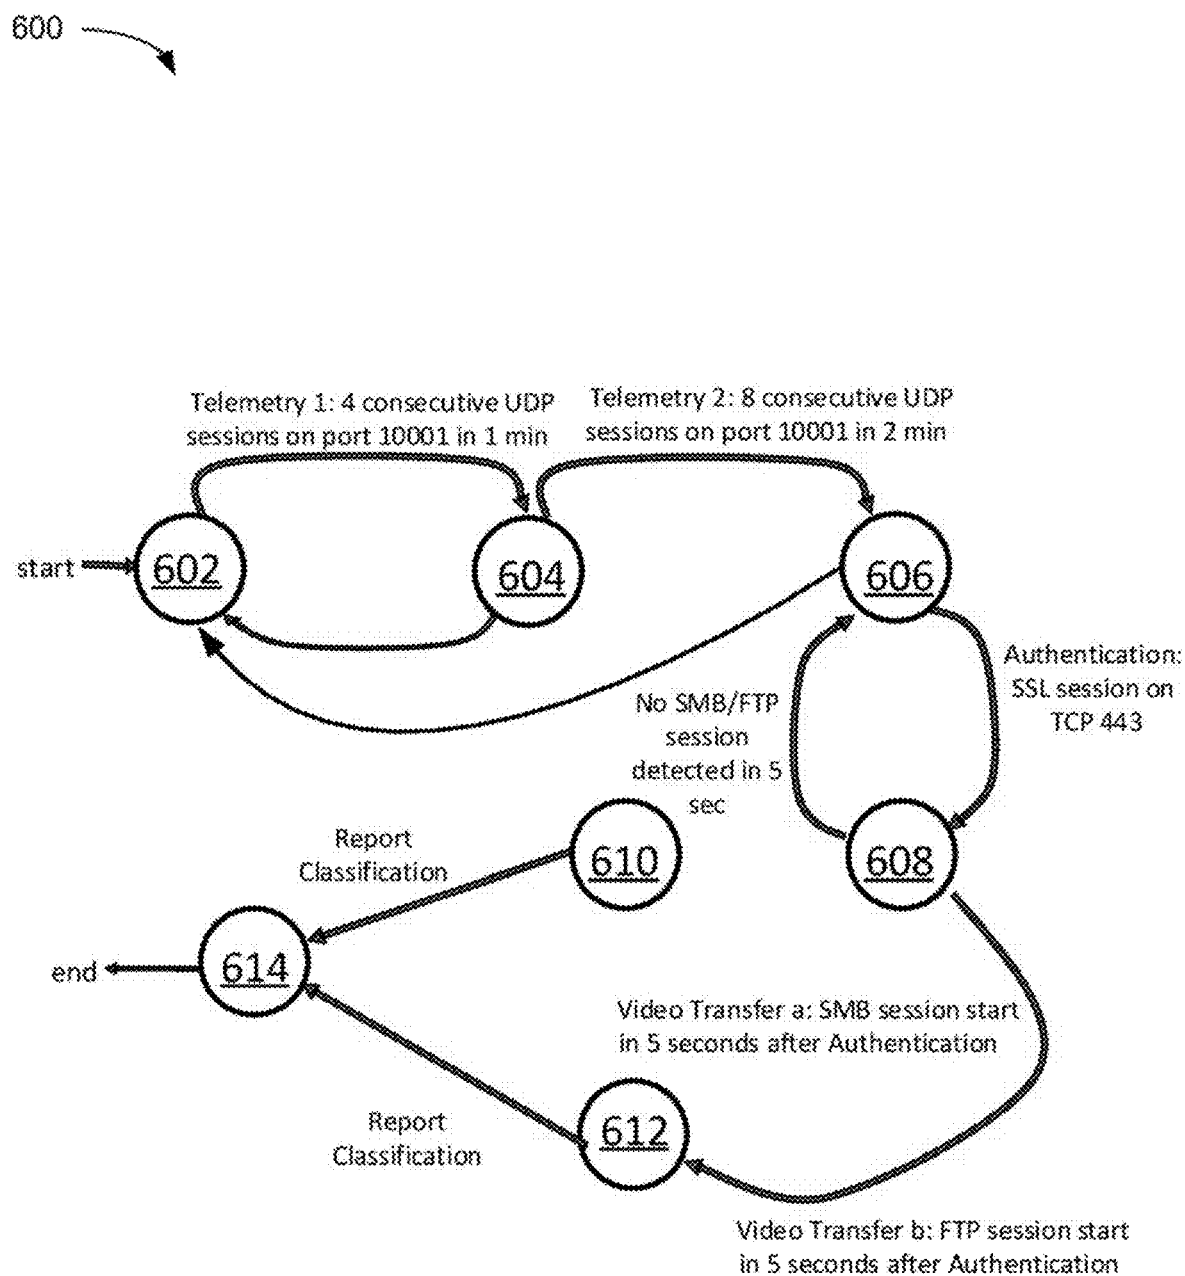 600
Telemetry 1: 4 consecutive UDP
sessions on port 10001 in 1 min
Telemetry 2: 8 consecutive UDP
sessions on port 10001 in 2 min
start
602
604
606
Authentication:
SSL session on
TCP 443
No SMB/FTP
session
detected in 5
sec
608
610
Report
Classification
614
end
Video Transfer a: SMB session start
in 5 seconds after Authentication
612
Report
Classification
Video Transfer b: FTP session start
in 5 seconds after Authentication